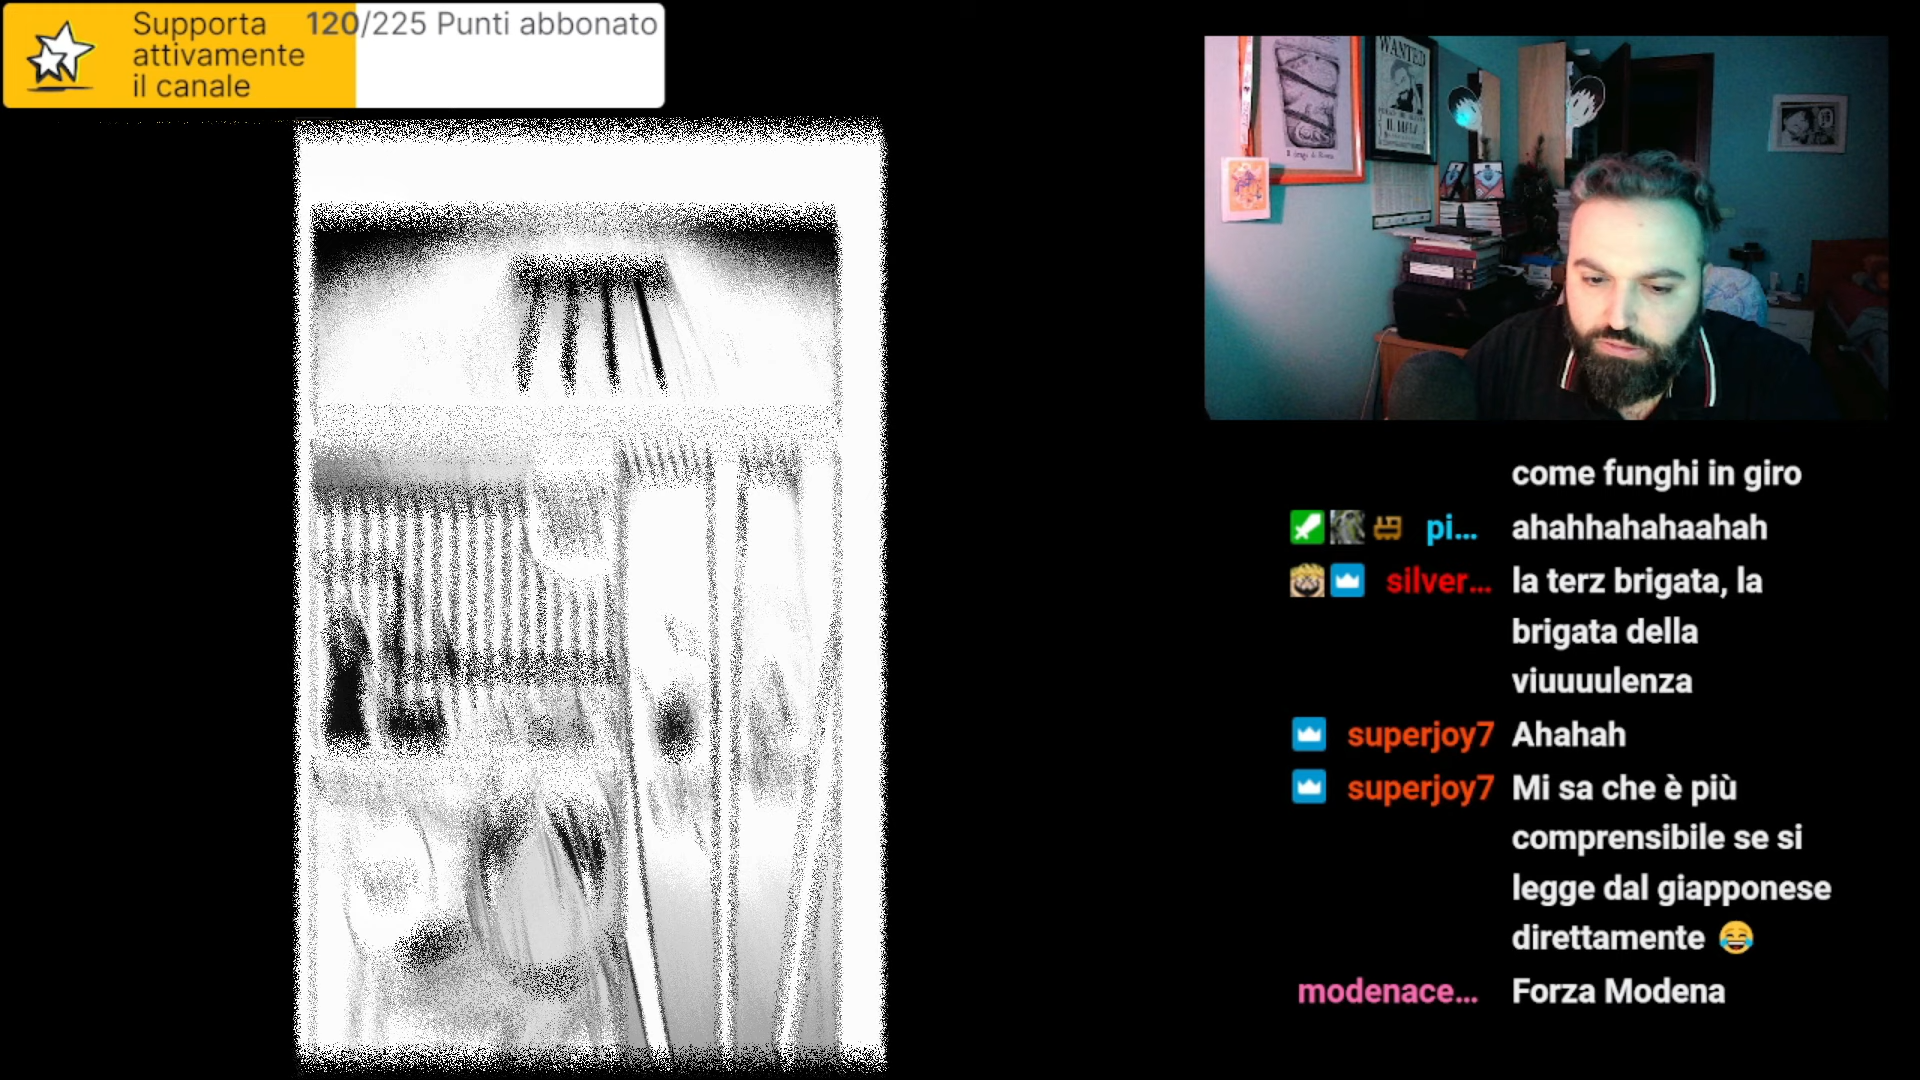 Supporta
attivamente
il canale
120/225 Punti abbonato
WANTED
come funghi in giro
pi... ahahhahahaahah
silver... la terz brigata, la
brigata della
viuuuulenza
superjoy7 Ahahah
superjoy7 Mi sa che è più
comprensibile se si
legge dal giapponese
direttamente 😂
modenace... Forza Modena